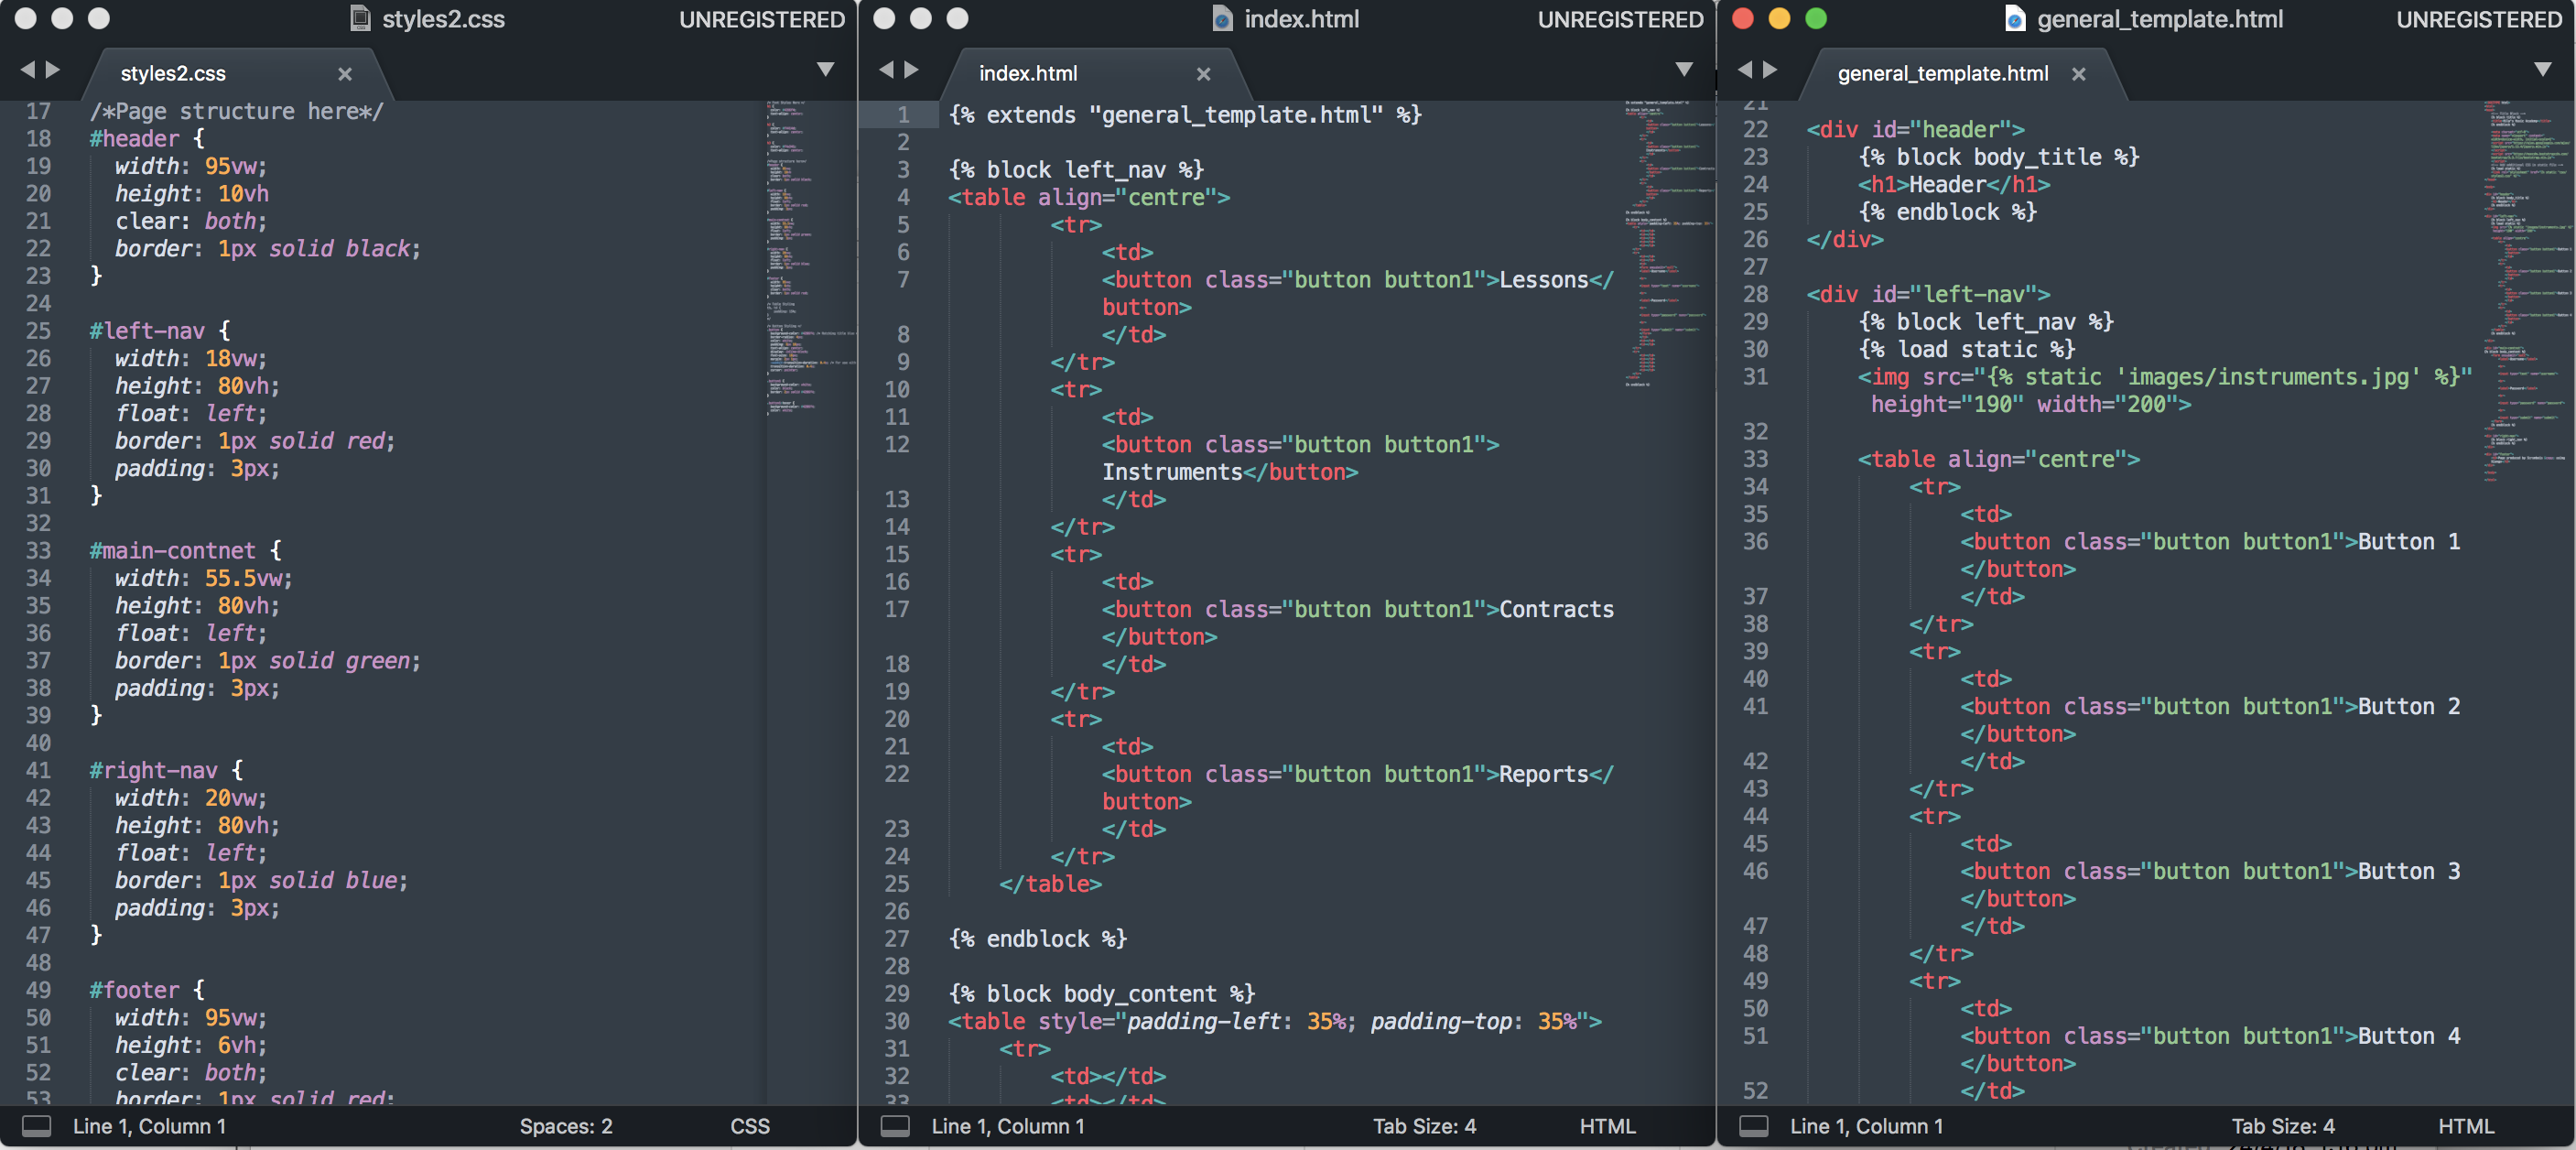 styles2.css UNREGISTERED
styles2.css ×
17 /*Page structure here*/
18 #header {
19 width: 95vw;
20 height: 10vh
21 clear: both;
22 border: 1px solid black;
23 }
24
25 #left-nav {
26 width: 18vw;
27 height: 80vh;
28 float: left;
29 border: 1px solid red;
30 padding: 3px;
31 }
32
33 #main-contnet {
34 width: 55.5vw;
35 height: 80vh;
36 float: left;
37 border: 1px solid green;
38 padding: 3px;
39 }
40
41 #right-nav {
42 width: 20vw;
43 height: 80vh;
44 float: left;
45 border: 1px solid blue;
46 padding: 3px;
47 }
48
49 #footer {
50 width: 95vw;
51 height: 6vh;
52 clear: both;
53 border: 1px solid red;
Line 1, Column 1 Spaces: 2 CSS
index.html UNREGISTERED
index.html ×
1 {% extends "general_template.html" %}
2
3 {% block left_nav %}
4 <table align="centre">
5 <tr>
6 <td>
7 <button class="button button1">Lessons</
button>
8 </td>
9 </tr>
10 <tr>
11 <td>
12 <button class="button button1">
Instruments</button>
13 </td>
14 </tr>
15 <tr>
16 <td>
17 <button class="button button1">Contracts
</button>
18 </td>
19 </tr>
20 <tr>
21 <td>
22 <button class="button button1">Reports</
button>
23 </td>
24 </tr>
25 </table>
26
27 {% endblock %}
28
29 {% block body_content %}
30 <table style="padding-left: 35%; padding-top: 35%">
31 <tr>
32 <td></td>
33 <td></td>
Line 1, Column 1 Tab Size: 4 HTML
general_template.html UNREGISTERED
general_template.html ×
21
22 <div id="header">
23 {% block body_title %}
24 <h1>Header</h1>
25 {% endblock %}
26 </div>
27
28 <div id="left-nav">
29 {% block left_nav %}
30 {% load static %}
31 <img src="{% static 'images/instruments.jpg' %}"
height="190" width="200">
32
33 <table align="centre">
34 <tr>
35 <td>
36 <button class="button button1">Button 1
</button>
37 </td>
38 </tr>
39 <tr>
40 <td>
41 <button class="button button1">Button 2
</button>
42 </td>
43 </tr>
44 <tr>
45 <td>
46 <button class="button button1">Button 3
</button>
47 </td>
48 </tr>
49 <tr>
50 <td>
51 <button class="button button1">Button 4
</button>
52 </td>
Line 1, Column 1 Tab Size: 4 HTML